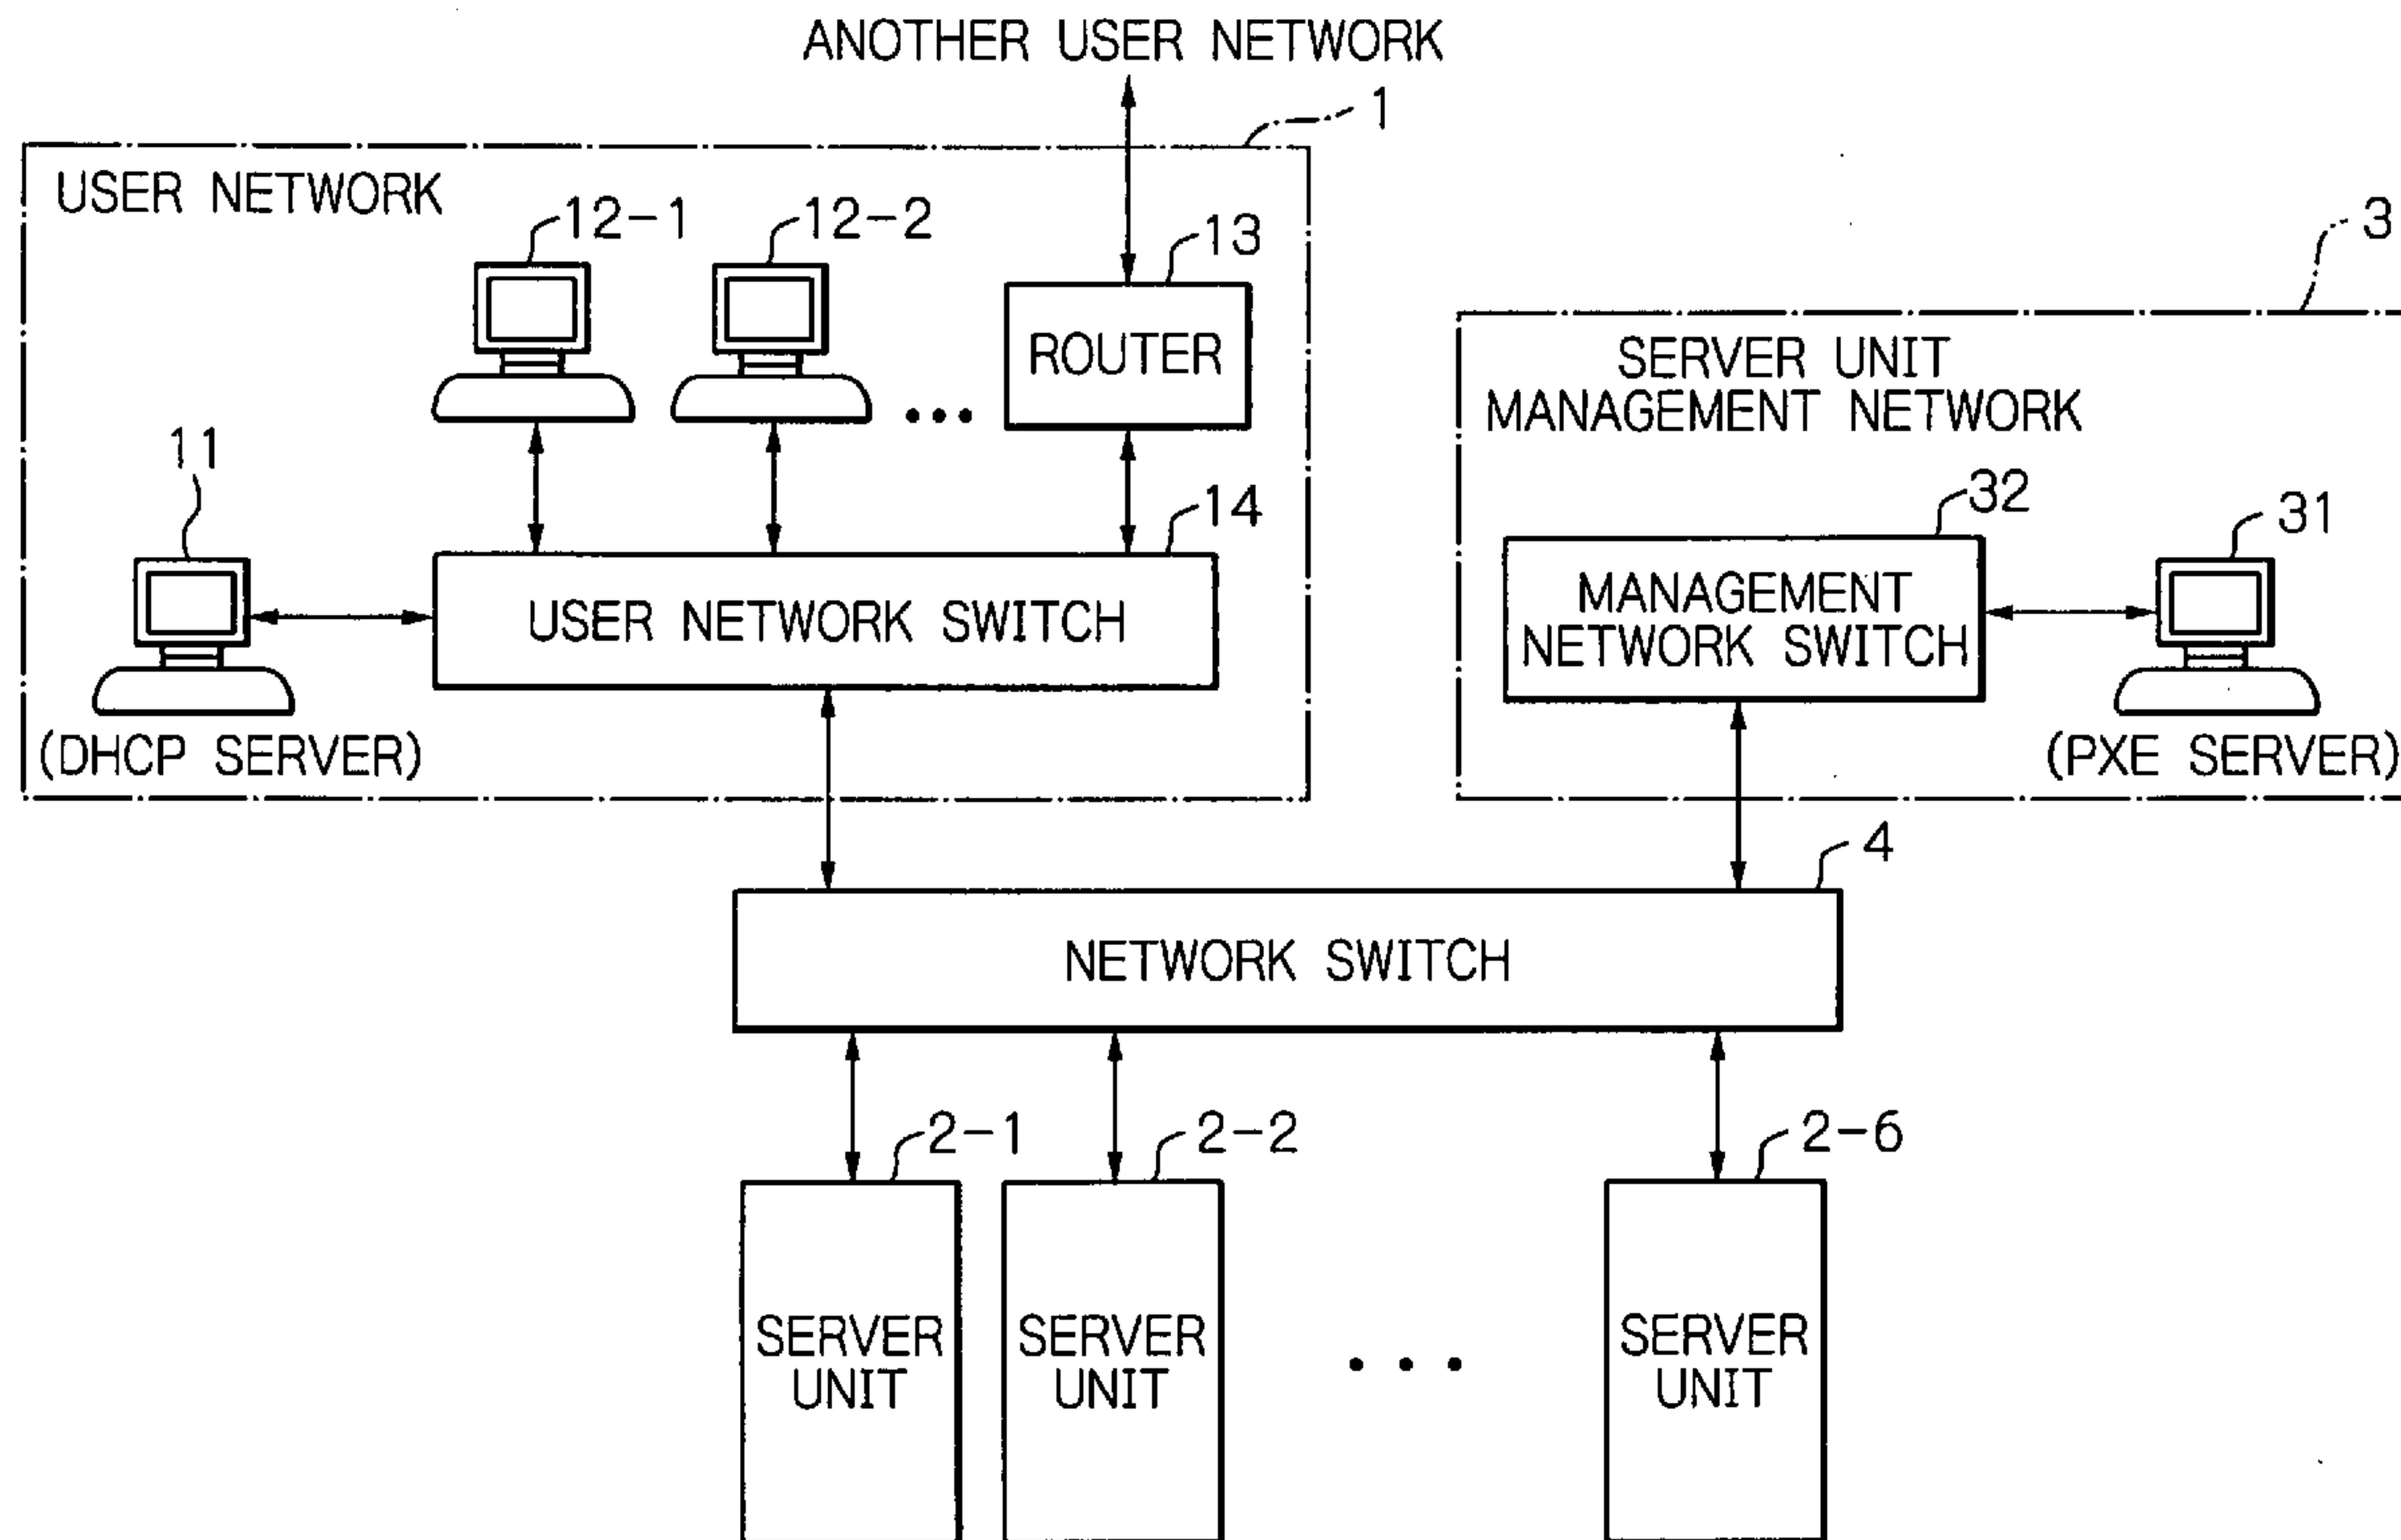 ANOTHER USER NETWORK
1
USER NETWORK
12-1
12-2
13
3
ROUTER
SERVER UNIT
MANAGEMENT NETWORK
11
14
32
31
USER NETWORK SWITCH
MANAGEMENT
NETWORK SWITCH
(DHCP SERVER)
(PXE SERVER)
4
NETWORK SWITCH
2-1
2-2
2-6
SERVER
UNIT
SERVER
UNIT
SERVER
UNIT